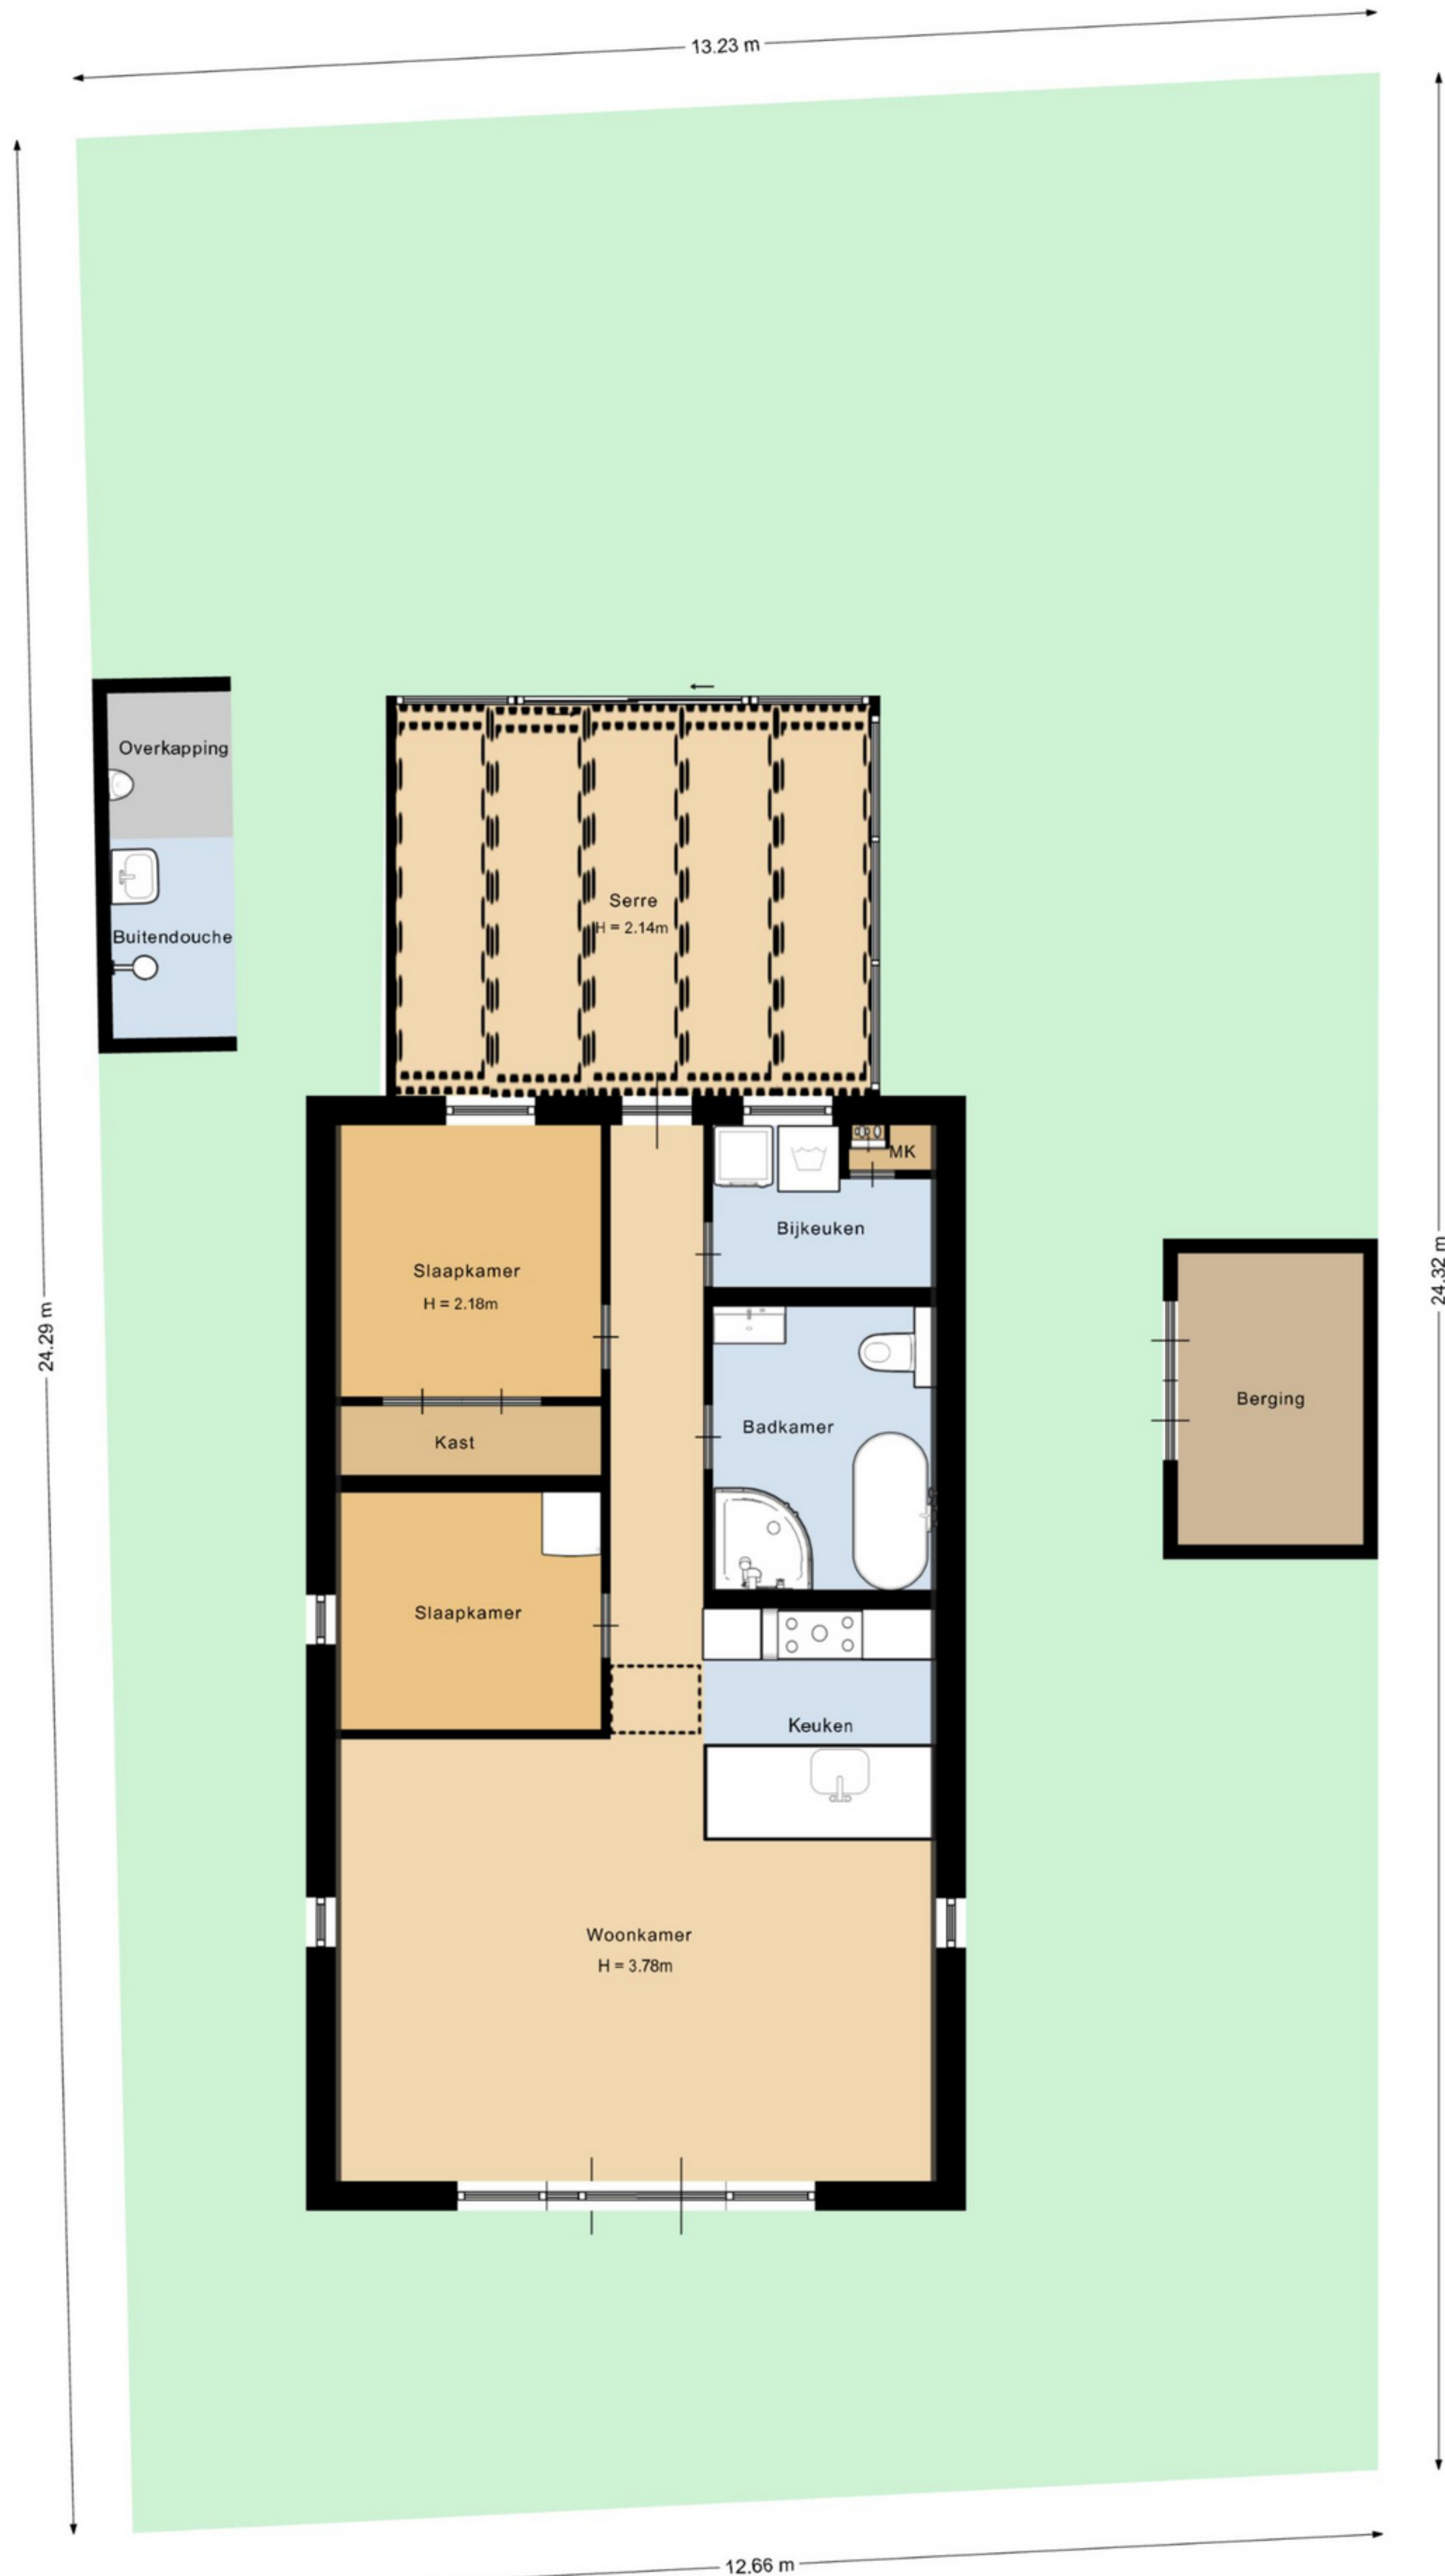 13.23 m
Overkapping
Serre
H = 2.14m
Buitendouche
MK
Bijkeuken
Slaapkamer
H = 2.18m
24.32 m
24.29 m
Berging
Badkamer
Kast
Slaapkamer
Keuken
Woonkamer
H = 3.78m
12.66 m